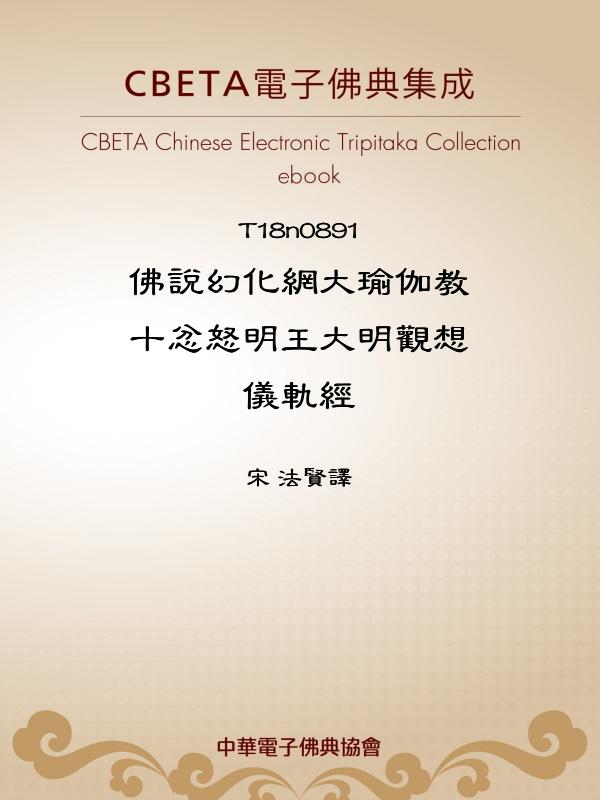 CBETA電子佛典集成
CBETA Chinese Electronic Tripitaka Collection
ebook
T18n0891
佛說幻化網大瑜伽教
十忿怒明王大明觀想
儀軌經
宋 法賢譯
中華電子佛典協會